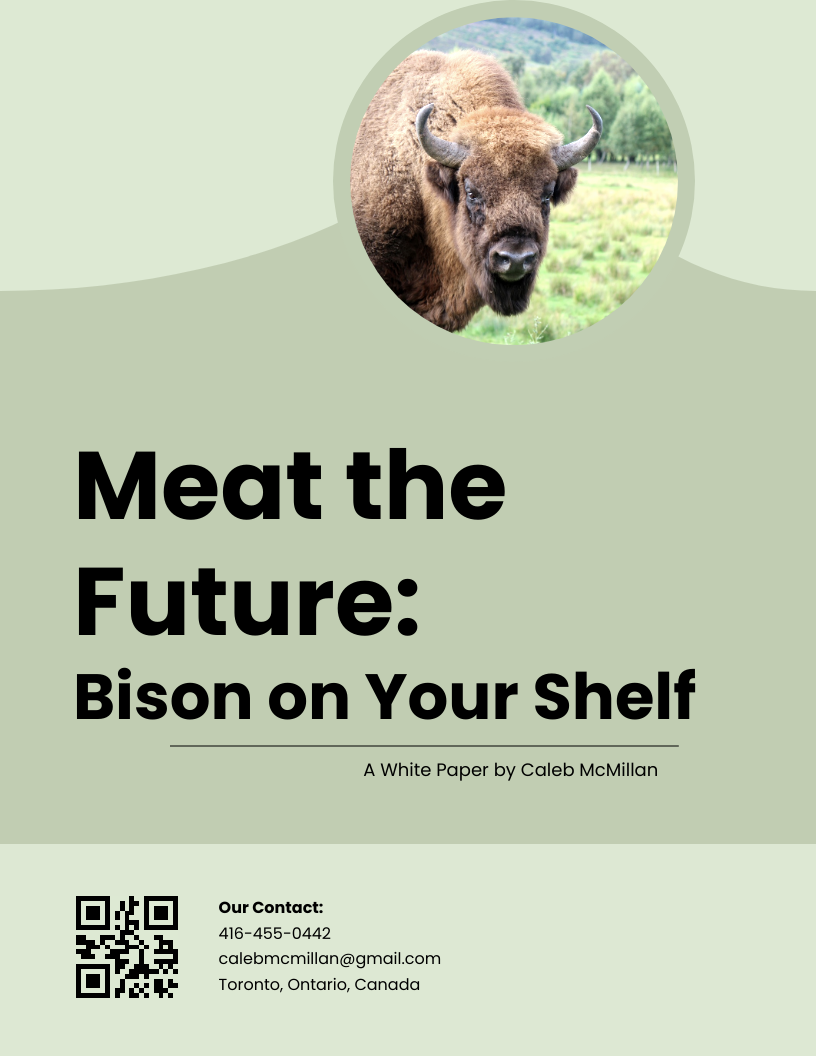 Meat the
Future:
Bison on Your Shelf
A White Paper by Caleb McMillan
Our Contact:
416-455-0442
calebmcmillan@gmail.com
Toronto, Ontario, Canada